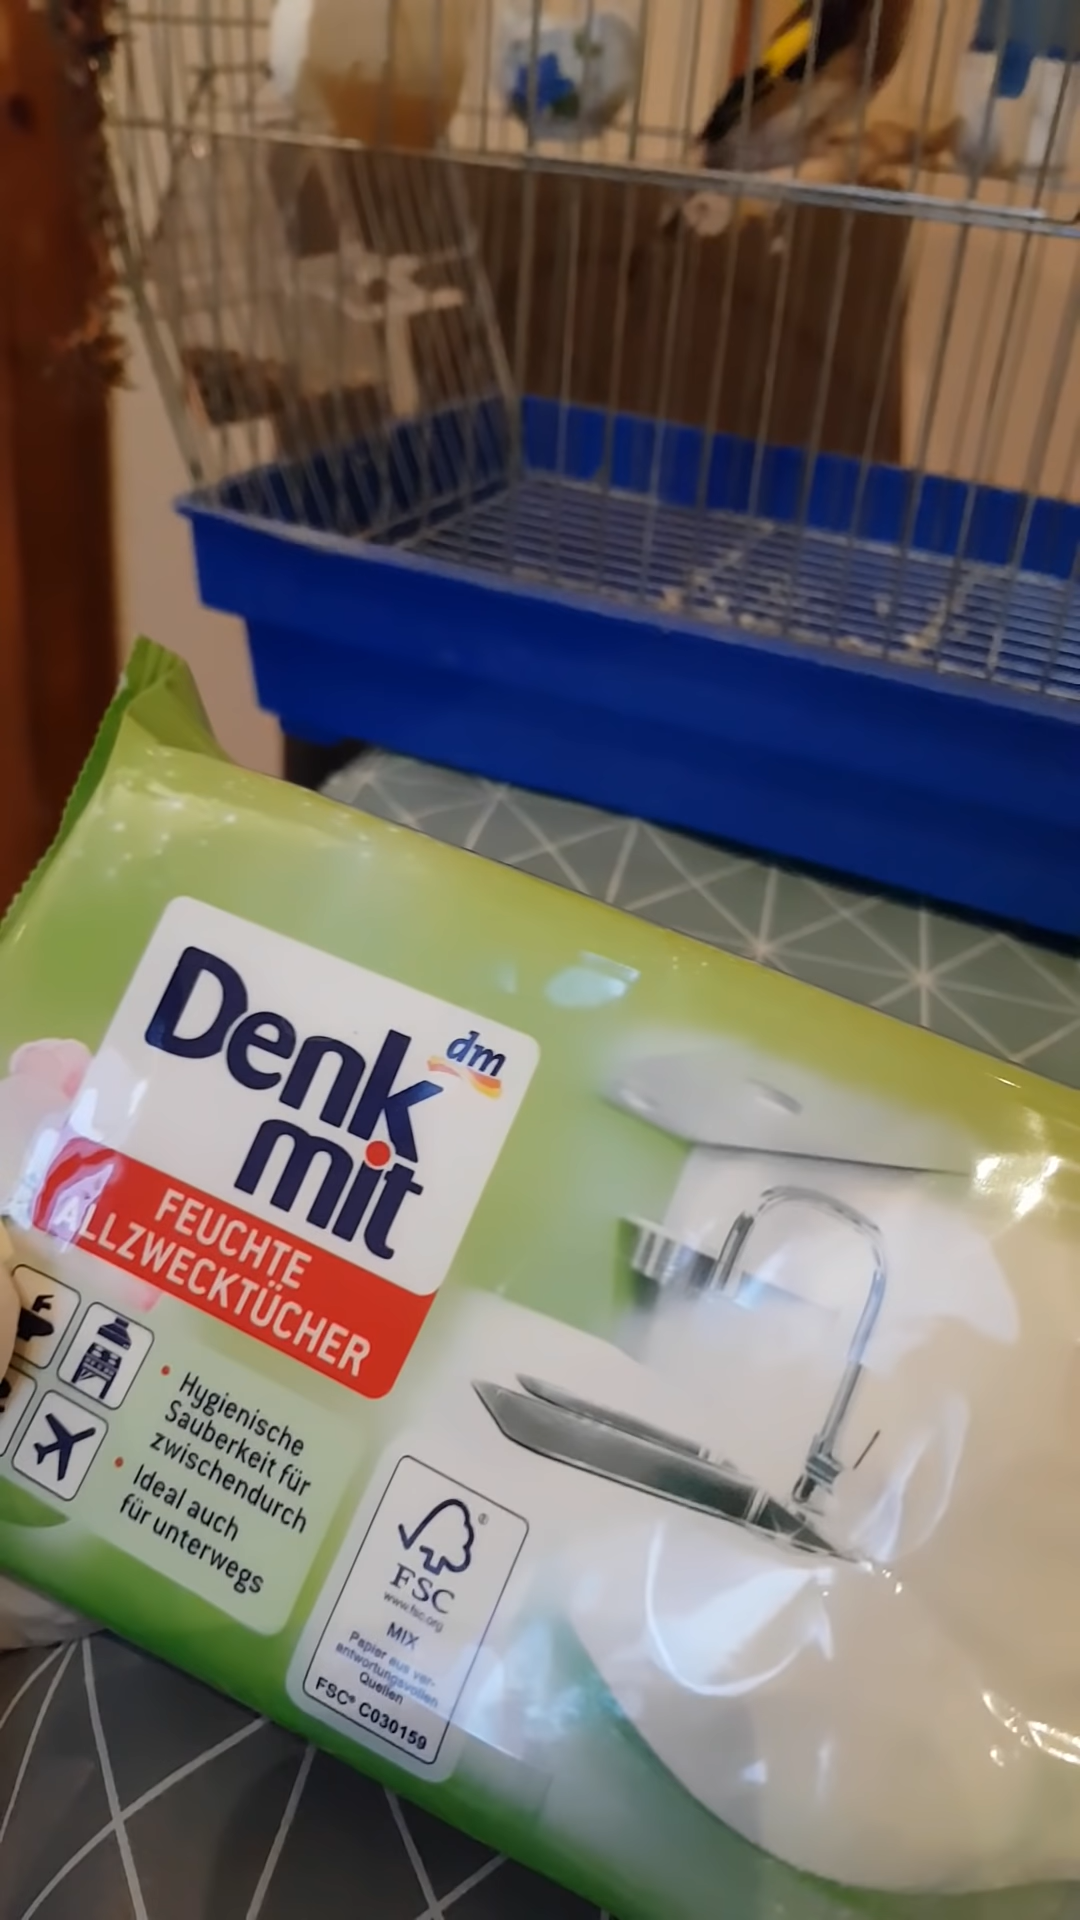 Denk
mit
dm
FEUCHTE
ALLZWECKTÜCHER
• Hygienische
Sauberkeit für
zwischendurch
• Ideal auch
für unterwegs
®
FSC
www.fsc.org
MIX
Papier aus ver-
antwortungsvollen
Quellen
FSC® C030159